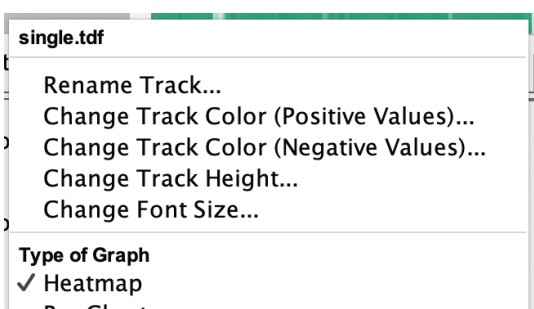 single.tdf
Rename Track...
Change Track Color (Positive Values)...
Change Track Color (Negative Values)...
Change Track Height...
Change Font Size...
Type of Graph
✓ Heatmap